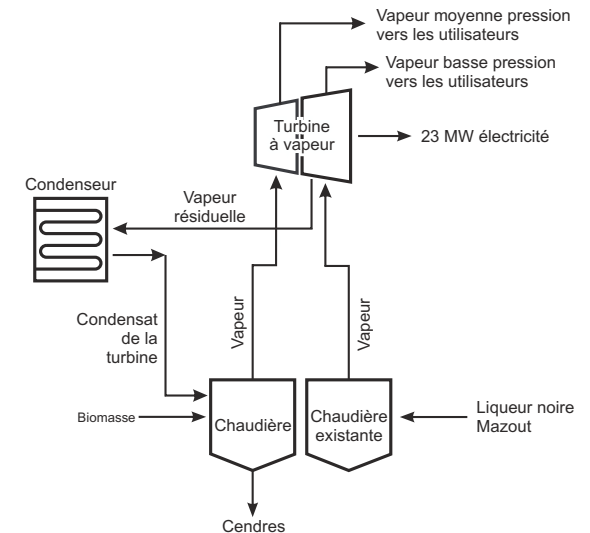 Vapeur moyenne pression
vers les utilisateurs
Vapeur basse pression
vers les utilisateurs
Turbine
à vapeur
23 MW électricité
Condenseur
Vapeur
résiduelle
Condensat
de la
turbine
Vapeur
Vapeur
Biomasse
Chaudière
Chaudière
existante
Liqueur noire
Mazout
Cendres